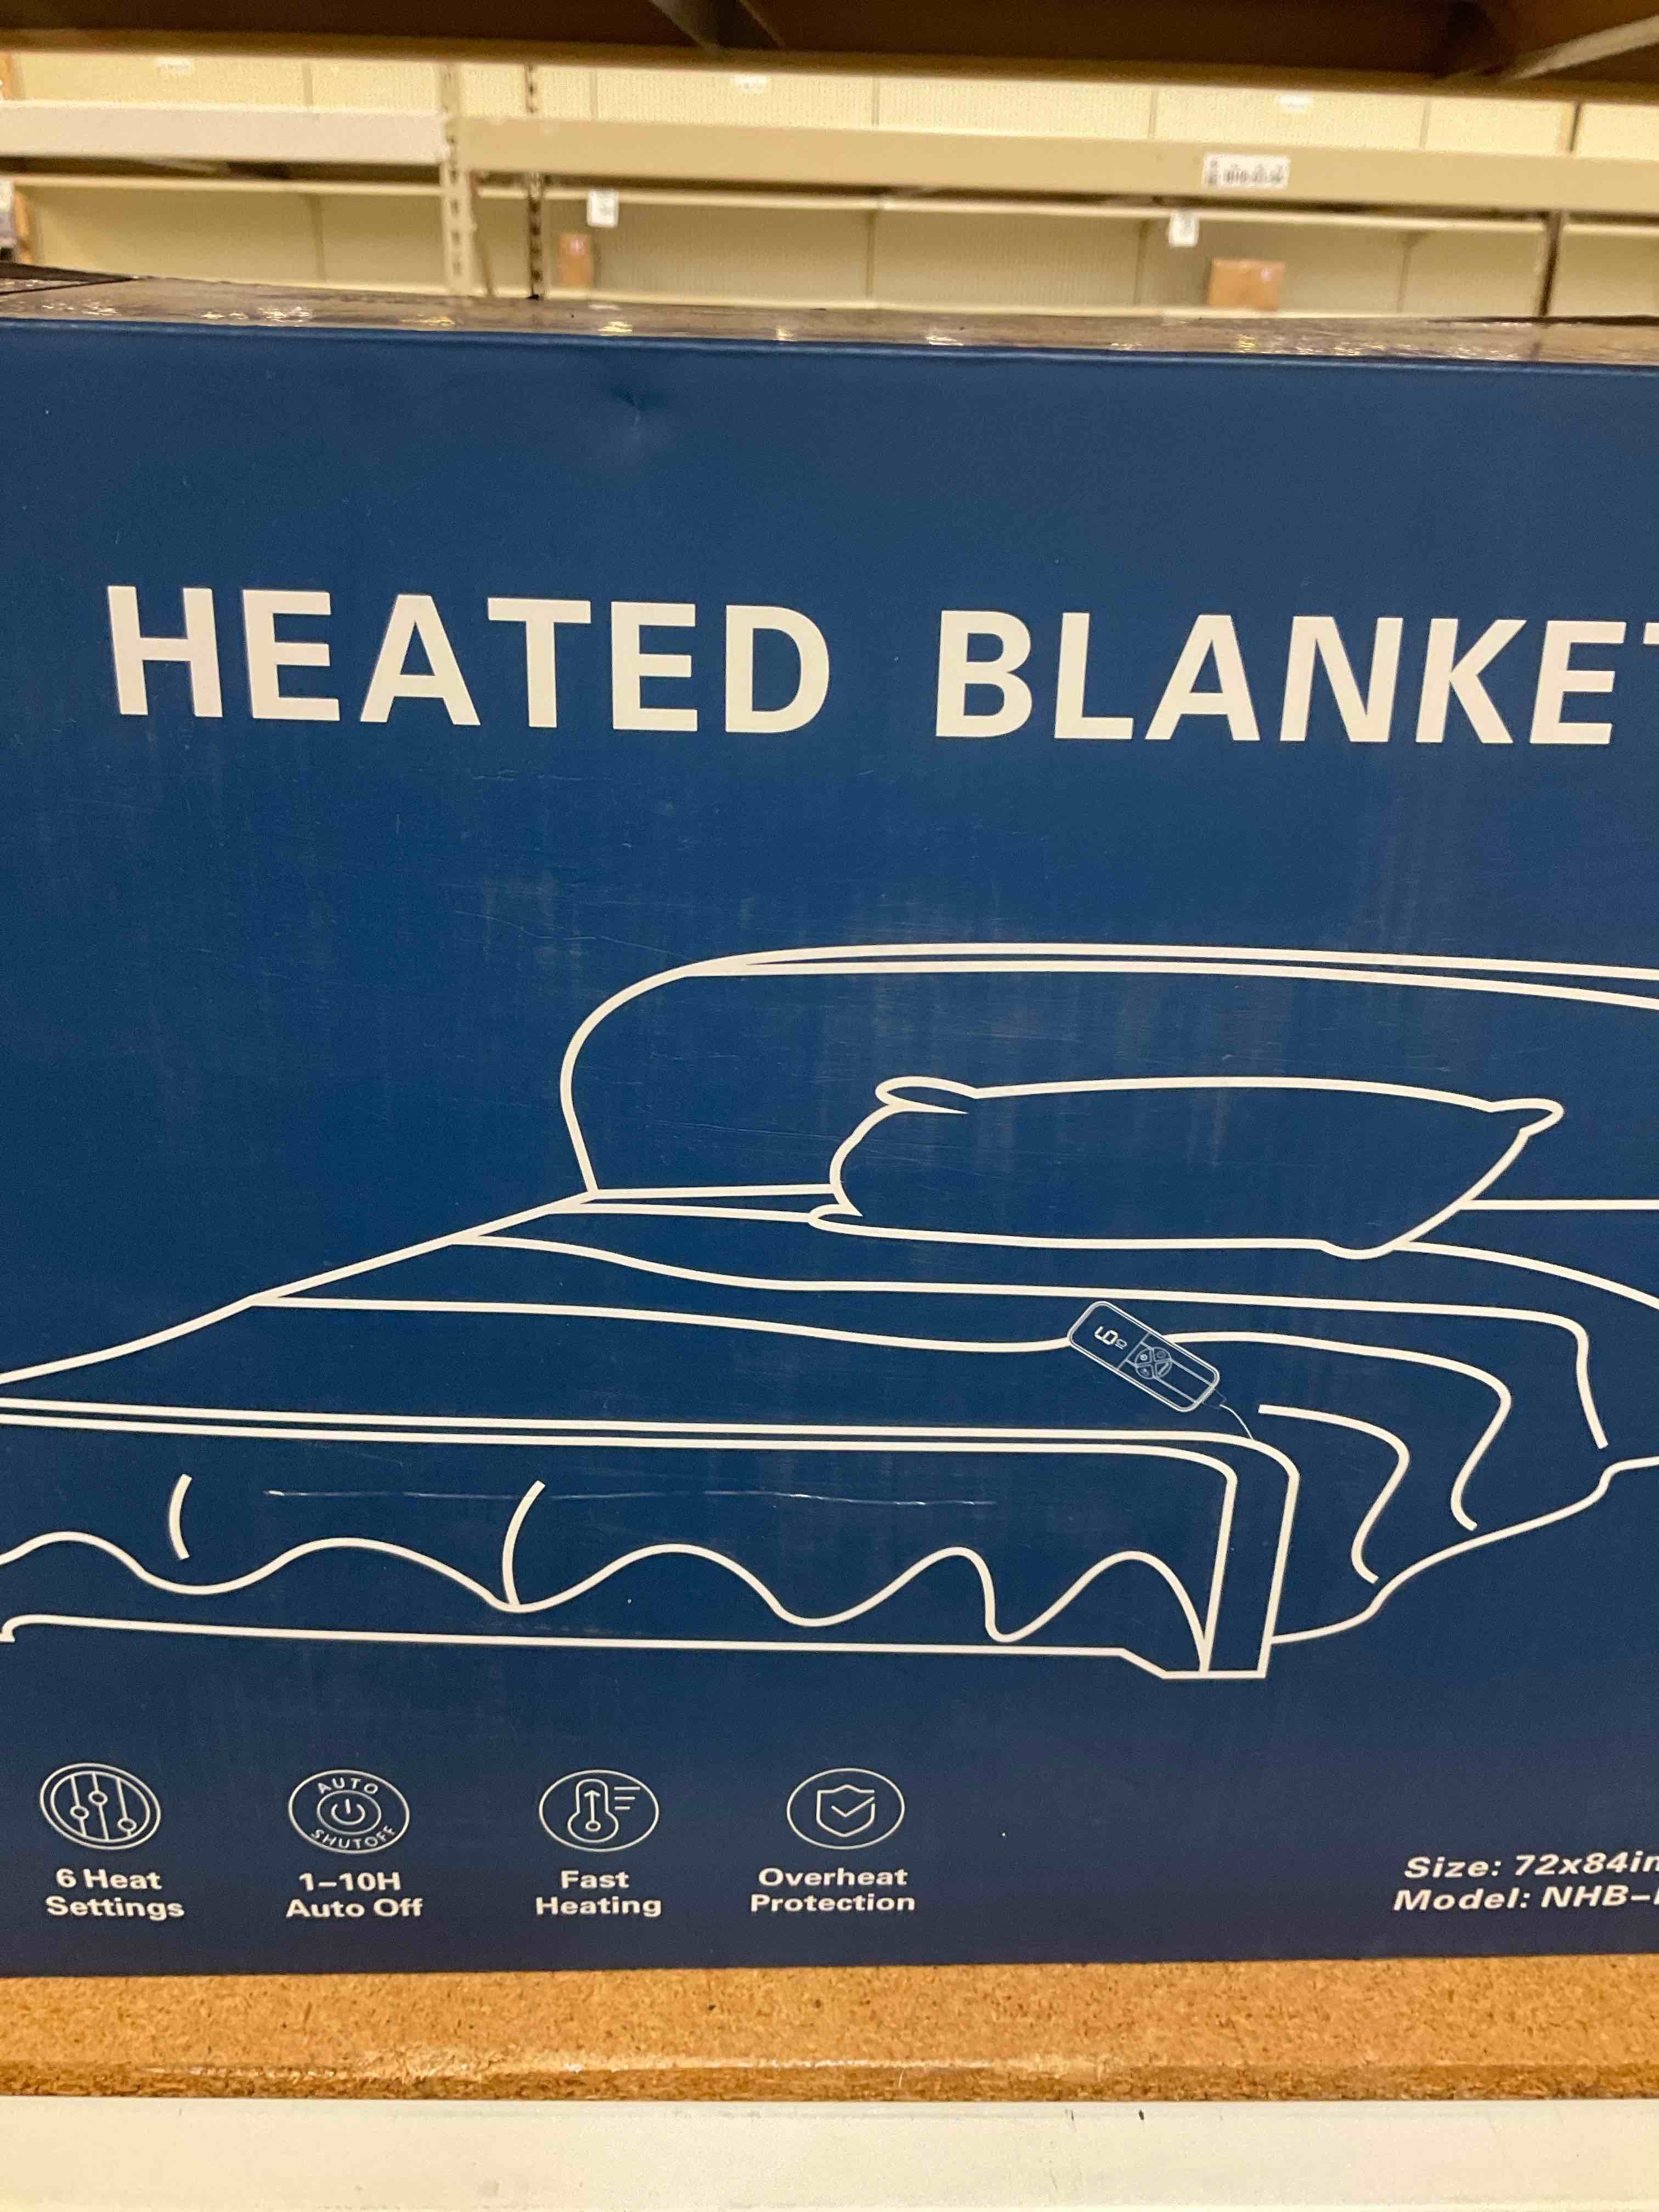 HEATED BLANKET
6
AUTO
SHUTOFF
6 Heat
Settings
1–10H
Auto Off
Fast
Heating
Overheat
Protection
Size: 72x84in
Model: NHB–